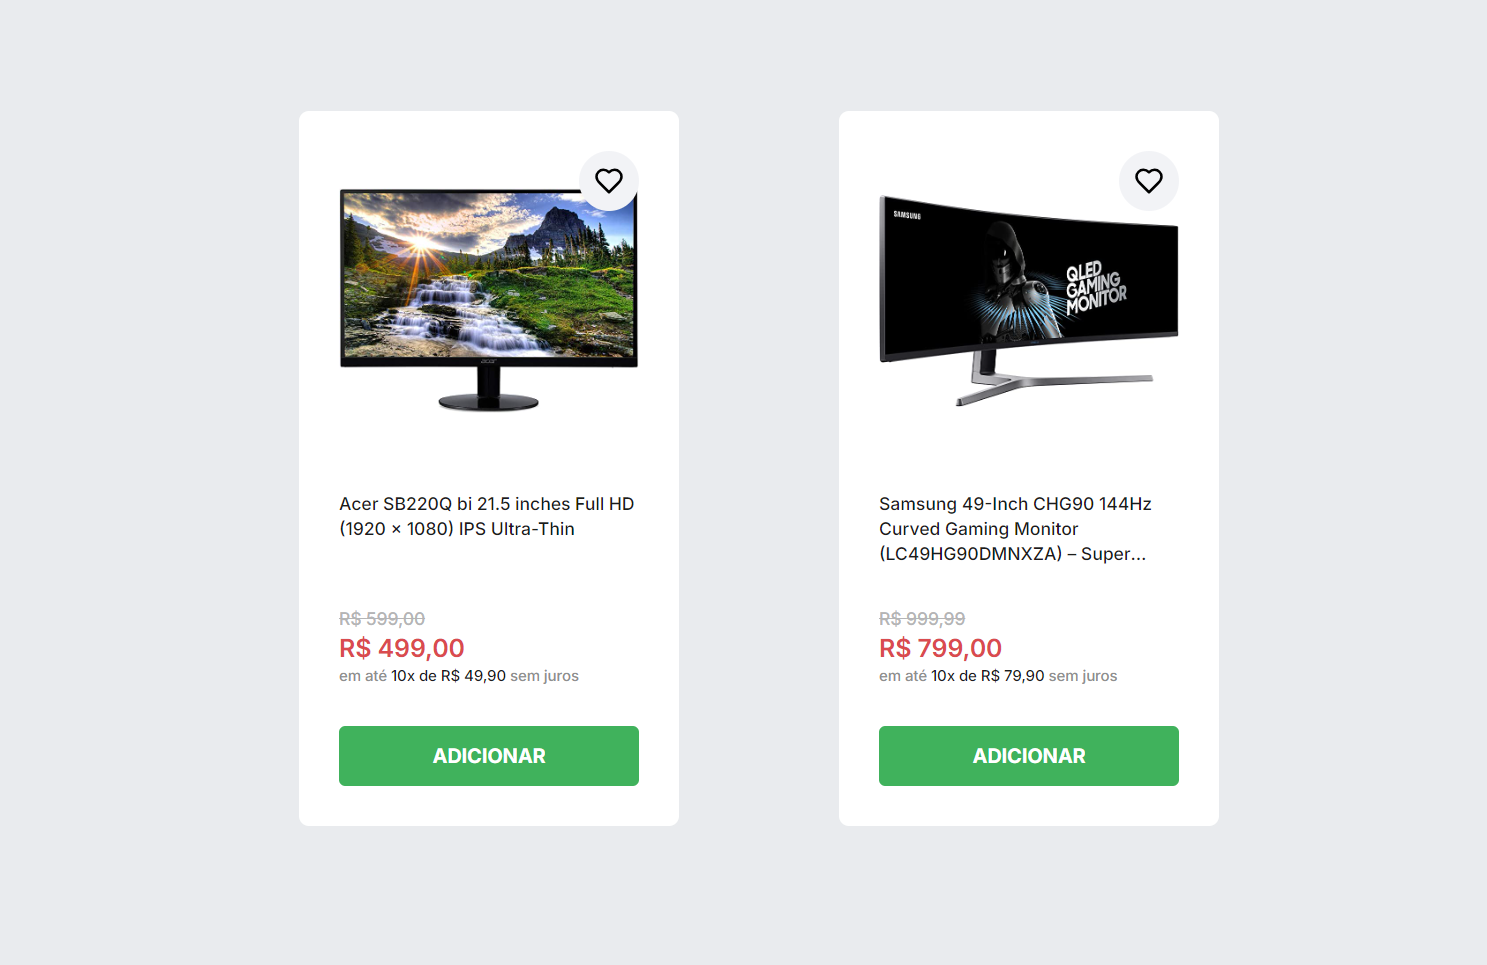 acer
Acer SB220Q bi 21.5 inches Full HD
(1920 × 1080) IPS Ultra-Thin
R$ 599,00
R$ 499,00
em até 10x de R$ 49,90 sem juros
ADICIONAR
SAMSUNG
QLED
GAMING
MONITOR
Samsung 49-Inch CHG90 144Hz
Curved Gaming Monitor
(LC49HG90DMNXZA) – Super...
R$ 999,99
R$ 799,00
em até 10x de R$ 79,90 sem juros
ADICIONAR